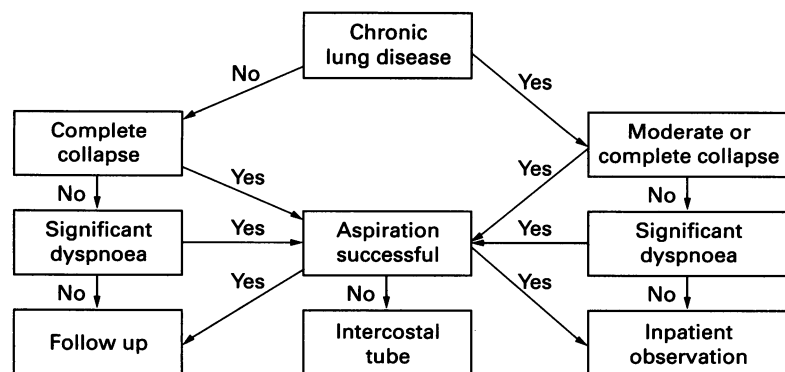 Chronic
lung disease
No
Yes
Complete
collapse
Moderate or
complete collapse
No
Yes
Yes
No
Significant
dyspnoea
Yes
Aspiration
successful
Yes
Significant
dyspnoea
No
Yes
No
Yes
No
Follow up
Intercostal
tube
Inpatient
observation